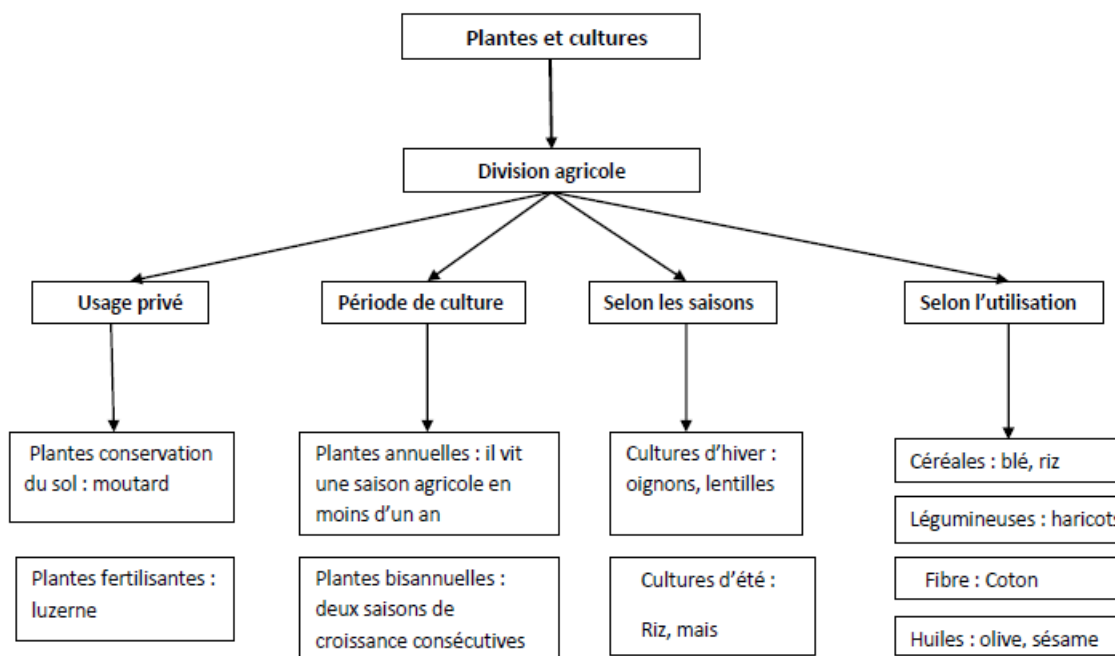 Plantes et cultures
Division agricole
Usage privé
Période de culture
Selon les saisons
Selon l'utilisation
Plantes conservation
du sol : moutard
Plantes fertilisantes :
luzerne
Plantes annuelles : il vit
une saison agricole en
moins d'un an
Plantes bisannuelles :
deux saisons de
croissance consécutives
Cultures d'hiver :
oignons, lentilles
Cultures d'été :
Riz, mais
Céréales : blé, riz
Légumineuses : haricots
Fibre : Coton
Huiles : olive, sésame